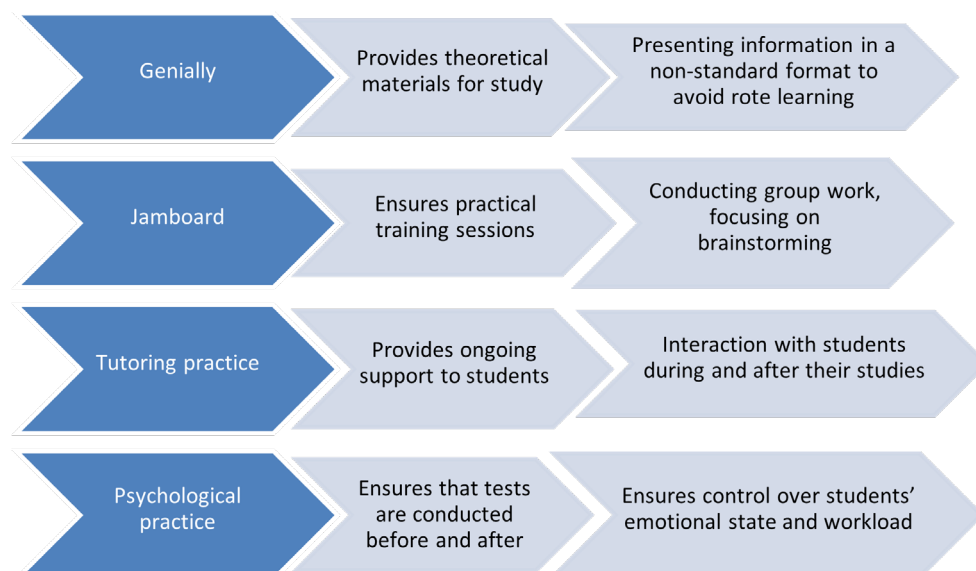 Genially
Provides theoretical
materials for study
Presenting information in a
non-standard format to
avoid rote learning
Jamboard
Ensures practical
training sessions
Conducting group work,
focusing on
brainstorming
Tutoring practice
Provides ongoing
support to students
Interaction with students
during and after their studies
Psychological
practice
Ensures that tests
are conducted
before and after
Ensures control over students’
emotional state and workload